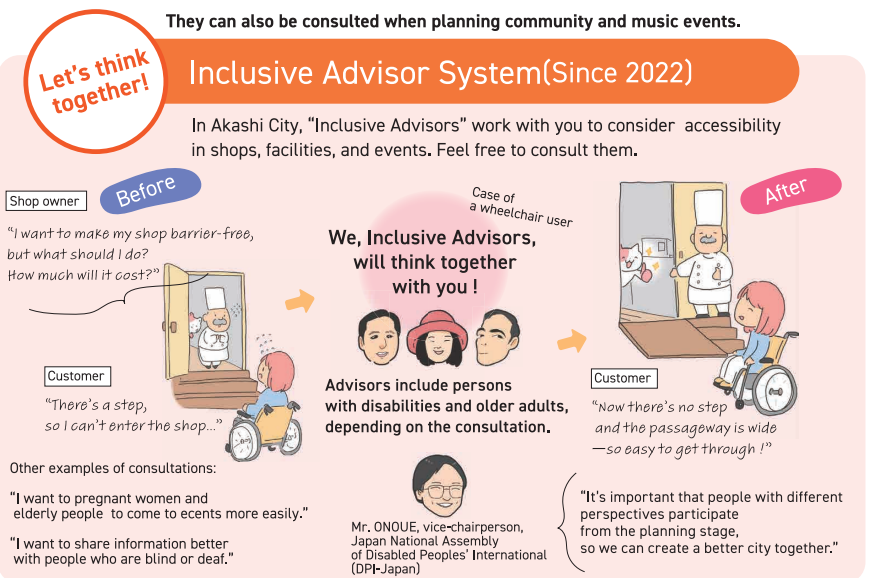 They can also be consulted when planning community and music events.
Let's think
together!
Inclusive Advisor System(Since 2022)
In Akashi City, “Inclusive Advisors” work with you to consider accessibility
in shops, facilities, and events. Feel free to consult them.
Shop owner
Before
“I want to make my shop barrier-free,
but what should I do?
How much will it cost?”
Customer
“There's a step,
so I can't enter the shop...”
Case of
a wheelchair user
We, Inclusive Advisors,
will think together
with you !
Advisors include persons
with disabilities and older adults,
depending on the consultation.
After
Customer
“Now there's no step
and the passageway is wide
—so easy to get through !”
Other examples of consultations:
“I want to pregnant women and
elderly people to come to ecents more easily.”
“I want to share information better
with people who are blind or deaf.”
Mr. ONOUE, vice-chairperson,
Japan National Assembly
of Disabled Peoples' International
(DPI-Japan)
“It's important that people with different
perspectives participate
from the planning stage,
so we can create a better city together.”